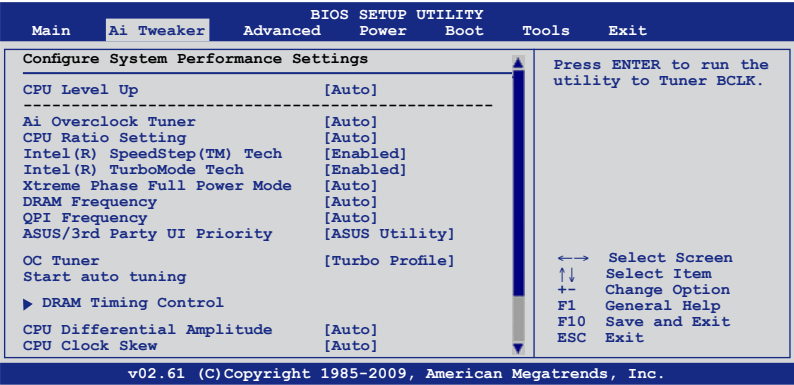 BIOS SETUP UTILITY
Main Ai Tweaker Advanced Power Boot Tools Exit
Configure System Performance Settings
CPU Level Up [Auto]
--------------------------------------------------
Ai Overclock Tuner [Auto]
CPU Ratio Setting [Auto]
Intel(R) SpeedStep(TM) Tech [Enabled]
Intel(R) TurboMode Tech [Enabled]
Xtreme Phase Full Power Mode [Auto]
DRAM Frequency [Auto]
QPI Frequency [Auto]
ASUS/3rd Party UI Priority [ASUS Utility]
OC Tuner [Turbo Profile]
Start auto tuning
DRAM Timing Control
CPU Differential Amplitude [Auto]
CPU Clock Skew [Auto]
Press ENTER to run the
utility to Tuner BCLK.
←→ Select Screen
↑↓ Select Item
+- Change Option
F1 General Help
F10 Save and Exit
ESC Exit
v02.61 (C)Copyright 1985-2009, American Megatrends, Inc.